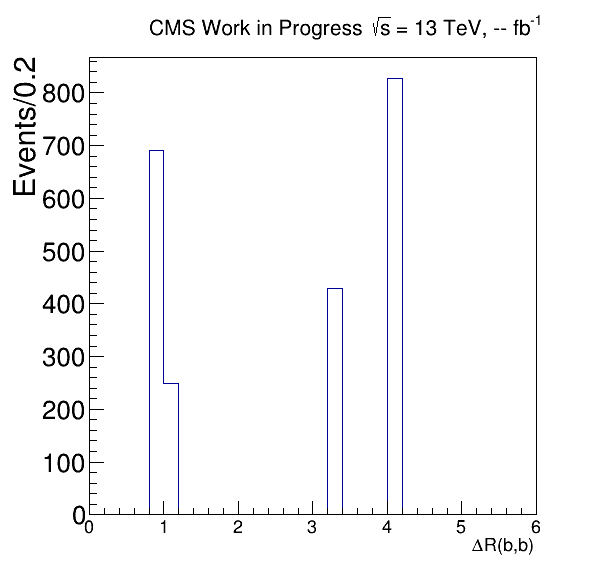 CMS Work in Progress √s = 13 TeV, -- fb⁻¹
Events/0.2
800
700
600
500
400
300
200
100
0
0 1 2 3 4 5 6
ΔR(b,b)